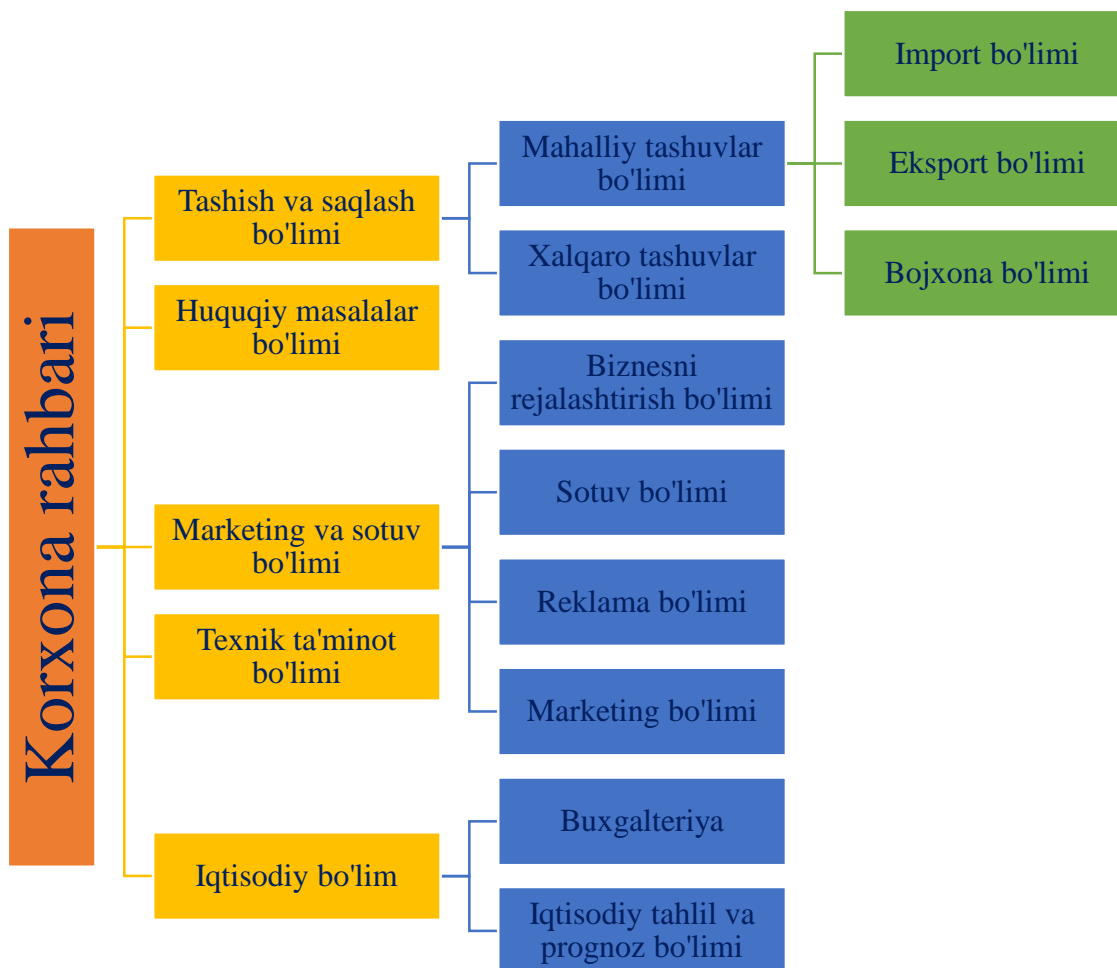 Korxona rahbari
Tashish va saqlash
bo'limi
Huquqiy masalalar
bo'limi
Marketing va sotuv
bo'limi
Texnik ta'minot
bo'limi
Iqtisodiy bo'lim
Mahalliy tashuvlar
bo'limi
Xalqaro tashuvlar
bo'limi
Biznesni
rejalashtirish bo'limi
Sotuv bo'limi
Reklama bo'limi
Marketing bo'limi
Buxgalteriya
Iqtisodiy tahlil va
prognoz bo'limi
Import bo'limi
Eksport bo'limi
Bojxona bo'limi